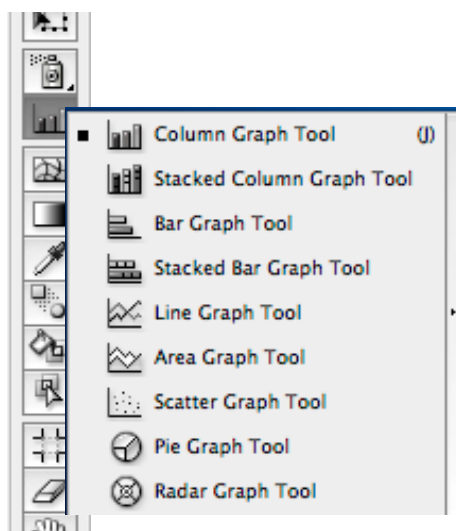 Column Graph Tool (J)
Stacked Column Graph Tool
Bar Graph Tool
Stacked Bar Graph Tool
Line Graph Tool
Area Graph Tool
Scatter Graph Tool
Pie Graph Tool
Radar Graph Tool